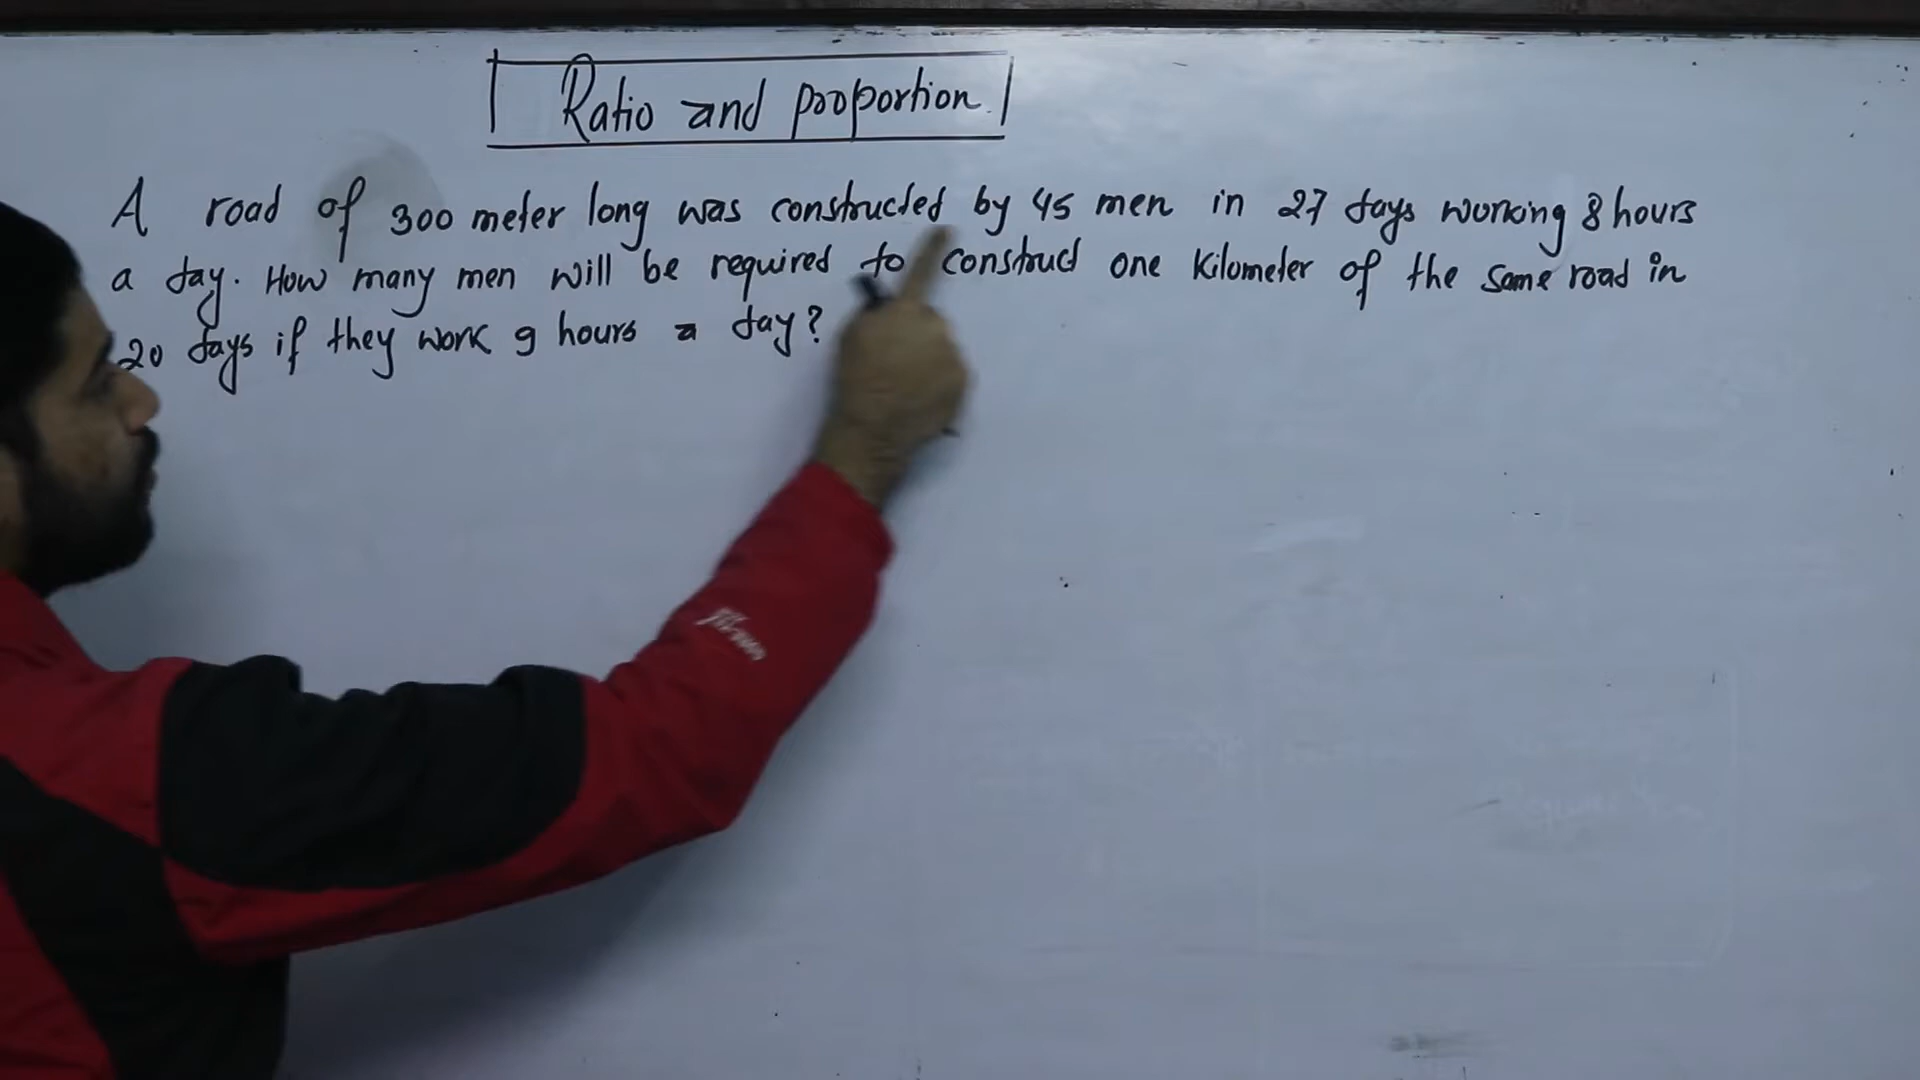 Ratio and proportion.
A road of 300 meter long was constructed by 45 men in 27 days working 8 hours
a day. How many men will be required to construct one kilometer of the same road in
20 days if they work 9 hours a day?